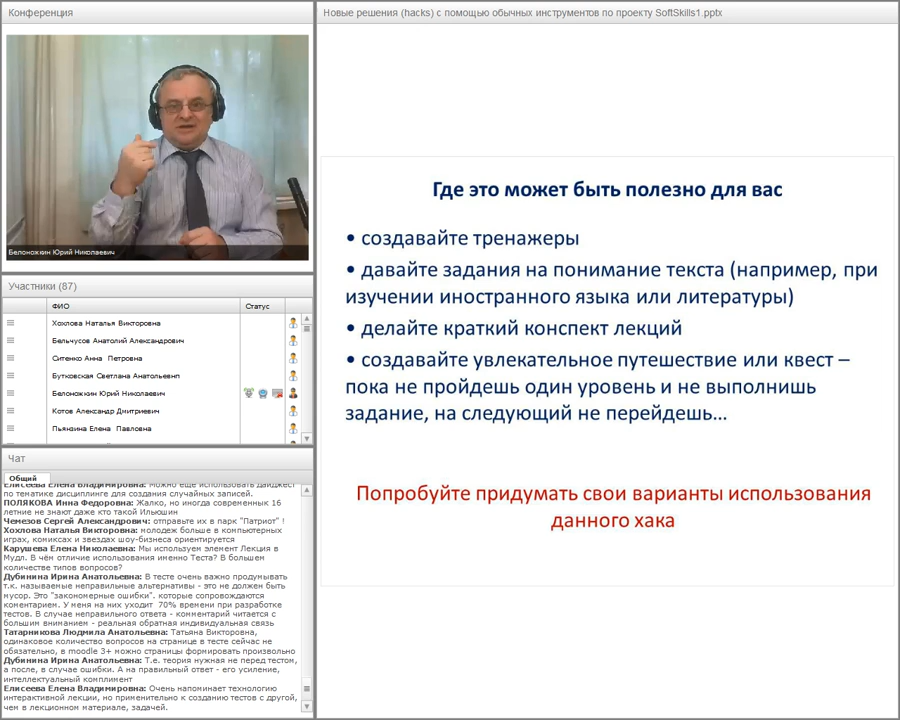 Конференция
Белоножкин Юрий Николаевич
Участники (87)
ФИО Статус
Хохлова Наталья Викторовна
Бельчусов Анатолий Александрович
Ситенко Анна Петровна
Бутковская Светлана Анатольевнп
Белоножкин Юрий Николаевич
Котов Александр Дмитриевич
Пьянзина Елена Павловна
Чат
Общий
Елисеева Елена Владимировна: Можно еще использовать дайджест
по тематике дисциплинге для создания случайных записей.
ПОЛЯКОВА Инна Федоровна: Жалко, но иногда современных 16
летние не знают даже кто такой Ильюшин
Чемезов Сергей Александрович: отправьте их в парк "Патриот" !
Хохлова Наталья Викторовна: молодеж больше в компьютерных
играх, комиксах и звездах шоу-бизнеса ориентируется
Карушева Елена Николаевна: Мы используем элемент Лекция в
Мудл. В чём отличие использования именно Теста? В большем
количестве типов вопросов?
Дубинина Ирина Анатольевна: В тесте очень важно продумывать
т.к. называемые неправильные альтернативы - это не должен быть
мусор. Это "закономерные ошибки". которые сопровождаются
коментарием. У меня на них уходит 70% времени при разработке
тестов. В случае неправильного ответа - комментарий читается с
большим вниманием - реальная обратная индивидуальная связь
Татарникова Людмила Анатольевна: Татьяна Викторовна,
одинаковое количество вопросов на странице в тесте сейчас не
обязательно, в moodle 3+ можно страницы формировать произвольно
Дубинина Ирина Анатольевна: Т.е. теория нужная не перед тестом,
а после, в случае ошибки. А на правильный ответ - его усиление,
интеллектуальный комплимент
Елисеева Елена Владимировна: Очень напоминает технологию
интерактивной лекции, но применительно к созданию тестов с другой,
чем в лекционном материале, задачей.
Новые решения (hacks) с помощью обычных инструментов по проекту SoftSkills1.pptx
Где это может быть полезно для вас
• создавайте тренажеры
• давайте задания на понимание текста (например, при
изучении иностранного языка или литературы)
• делайте краткий конспект лекций
• создавайте увлекательное путешествие или квест –
пока не пройдешь один уровень и не выполнишь
задание, на следующий не перейдешь…
Попробуйте придумать свои варианты использования
данного хака